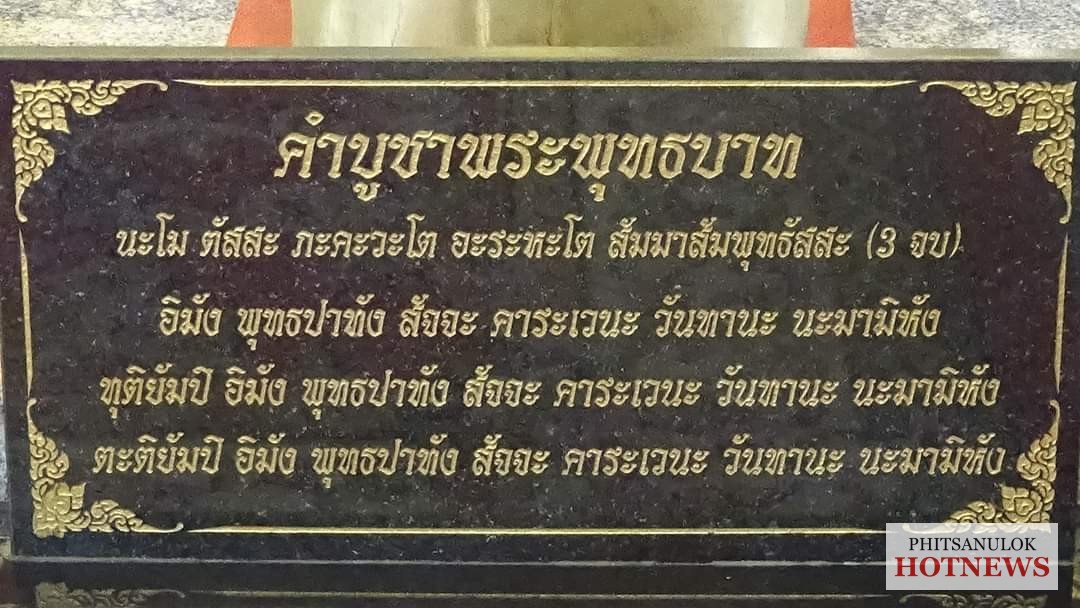 คำบูชาพระพุทธบาท
นะโม ตัสสะ ภะคะวะโต อะระหะโต สัมมาสัมพุทธัสสะ (3 จบ)
อิมัง พุทธปาทัง สัจจะ คาระเวนะ วันทานะ นะมามิหัง
ทุติยัมปิ อิมัง พุทธปาทัง สัจจะ คาระเวนะ วันทานะ นะมามิหัง
ตะติยัมปิ อิมัง พุทธปาทัง สัจจะ คาระเวนะ วันทานะ นะมามิหัง
PHITSANULOK
HOTNEWS